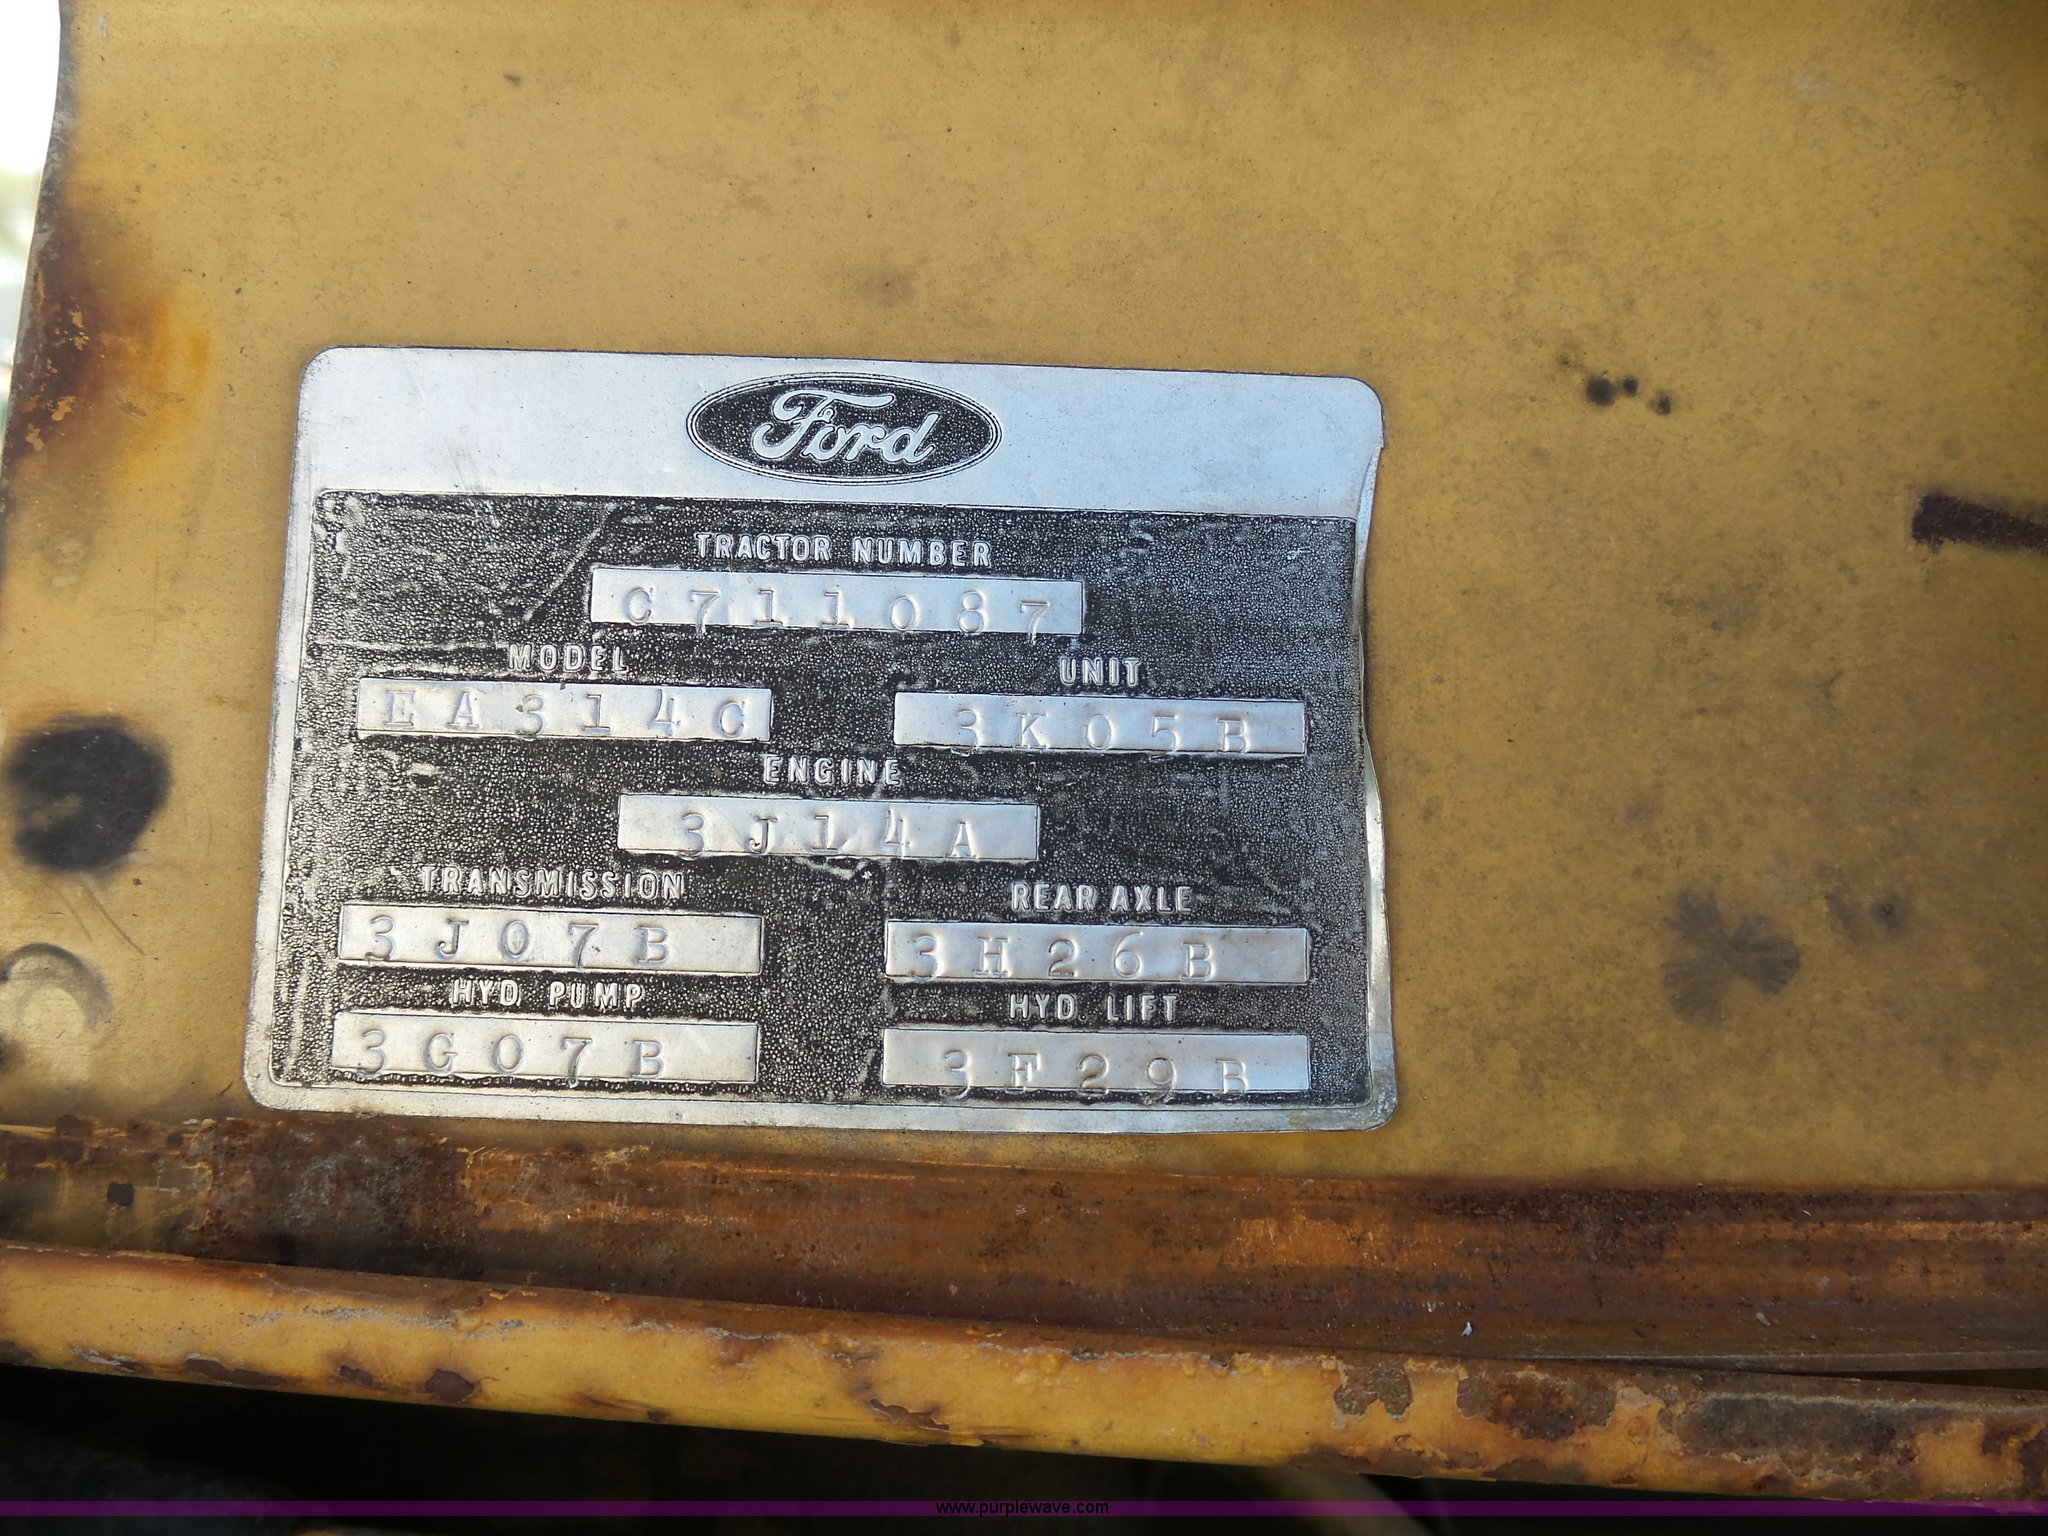 Ford
TRACTOR NUMBER
C711087
MODEL UNIT
EA314C 3K05B
ENGINE
3J14A
TRANSMISSION REAR AXLE
3J07B 3H26B
HYD PUMP HYD. LIFT
3G07B 3F29B
www.purplewave.com